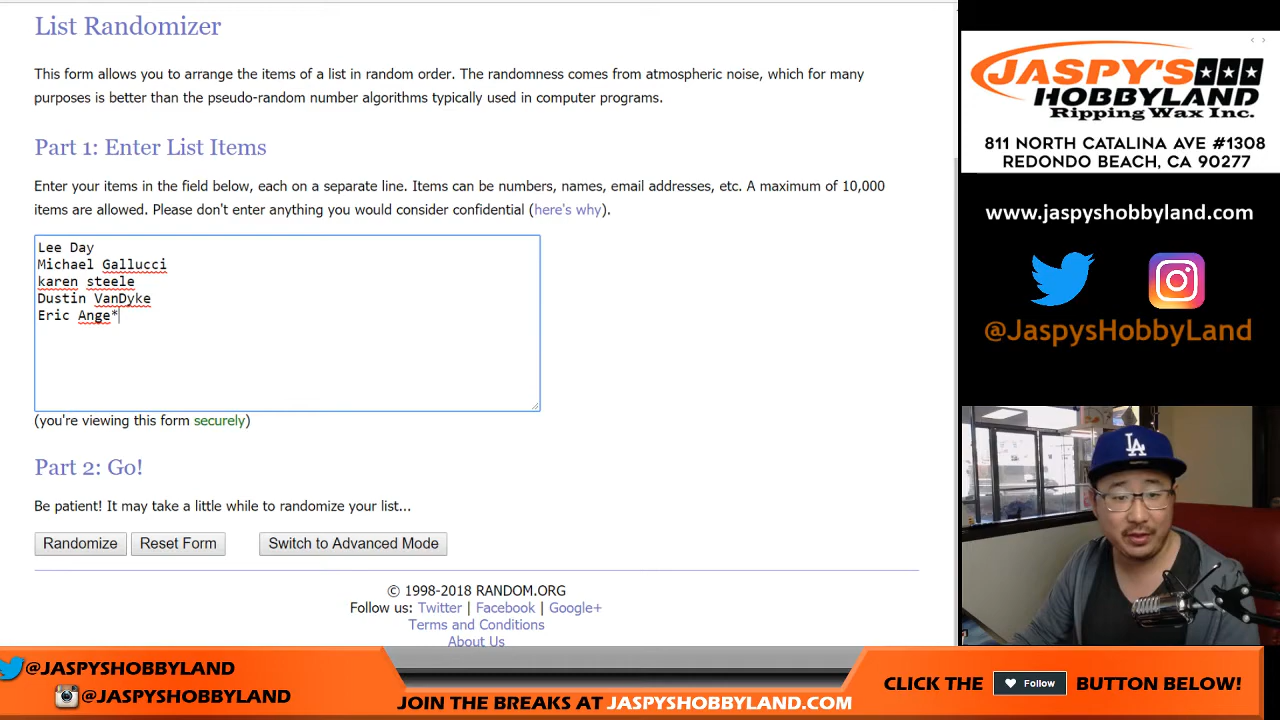 List Randomizer
This form allows you to arrange the items of a list in random order. The randomness comes from atmospheric noise, which for many
purposes is better than the pseudo-random number algorithms typically used in computer programs.
Part 1: Enter List Items
Enter your items in the field below, each on a separate line. Items can be numbers, names, email addresses, etc. A maximum of 10,000
items are allowed. Please don't enter anything you would consider confidential (here's why).
Lee Day
Michael Gallucci
karen steele
Dustin VanDyke
Eric Ange*
(you're viewing this form securely)
Part 2: Go!
Be patient! It may take a little while to randomize your list...
Randomize
Reset Form
Switch to Advanced Mode
© 1998-2018 RANDOM.ORG
Follow us: Twitter | Facebook | Google+
Terms and Conditions
About Us
JASPY'S
HOBBYLAND
Ripping Wax Inc.
811 NORTH CATALINA AVE #1308
REDONDO BEACH, CA 90277
www.jaspyshobbyland.com
@JaspysHobbyLand
LA
@JASPYSHOBBYLAND
@JASPYSHOBBYLAND
JOIN THE BREAKS AT JASPYSHOBBYLAND.COM
CLICK THE Follow BUTTON BELOW!